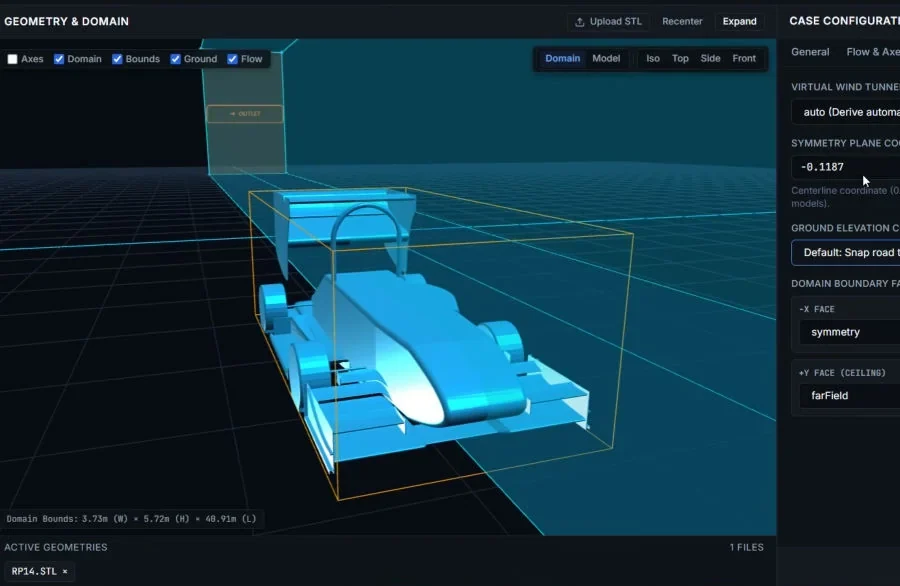 GEOMETRY & DOMAIN
Upload STL
Recenter
Expand
Axes
Domain
Bounds
Ground
Flow
Domain
Model
Iso
Top
Side
Front
➔ OUTLET
Domain Bounds: 3.73m (W) × 5.72m (H) × 40.91m (L)
ACTIVE GEOMETRIES
1 FILES
RP14.STL ×
CASE CONFIGURATI
General
Flow & Axe
VIRTUAL WIND TUNNE
auto (Derive automa
SYMMETRY PLANE COO
-0.1187
Centerline coordinate (0
models).
GROUND ELEVATION C
Default: Snap road t
DOMAIN BOUNDARY FA
-X FACE
symmetry
+Y FACE (CEILING)
farField